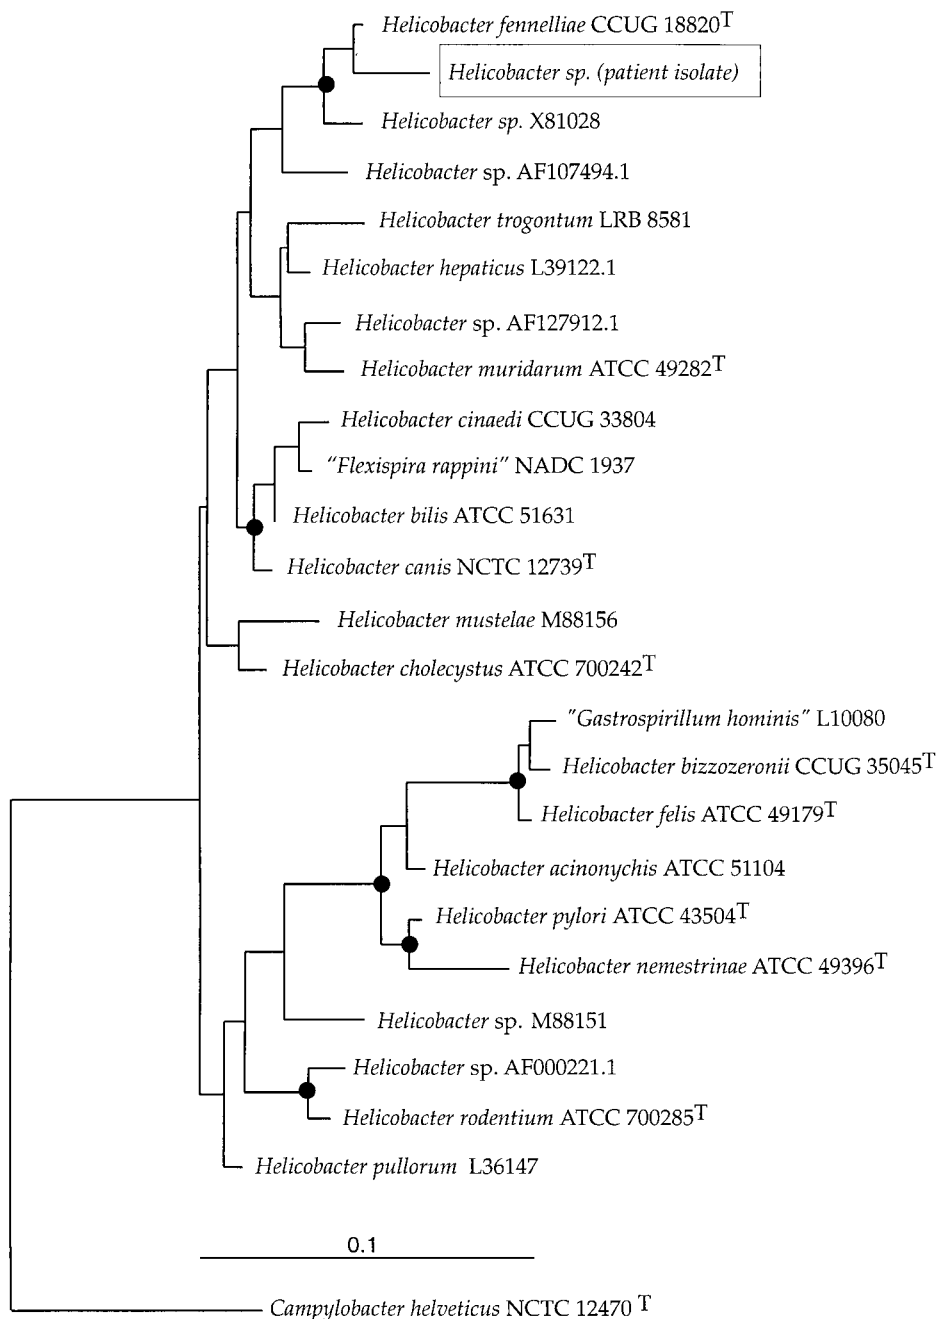 Helicobacter fennelliae CCUG 18820T
Helicobacter sp. (patient isolate)
Helicobacter sp. X81028
Helicobacter sp. AF107494.1
Helicobacter trogontum LRB 8581
Helicobacter hepaticus L39122.1
Helicobacter sp. AF127912.1
Helicobacter muridarum ATCC 49282T
Helicobacter cinaedi CCUG 33804
“Flexispira rappini” NADC 1937
Helicobacter bilis ATCC 51631
Helicobacter canis NCTC 12739T
Helicobacter mustelae M88156
Helicobacter cholecystus ATCC 700242T
"Gastrospirillum hominis" L10080
Helicobacter bizzozeronii CCUG 35045T
Helicobacter felis ATCC 49179T
Helicobacter acinonychis ATCC 51104
Helicobacter pylori ATCC 43504T
Helicobacter nemestrinae ATCC 49396T
Helicobacter sp. M88151
Helicobacter sp. AF000221.1
Helicobacter rodentium ATCC 700285T
Helicobacter pullorum L36147
0.1
Campylobacter helveticus NCTC 12470 T